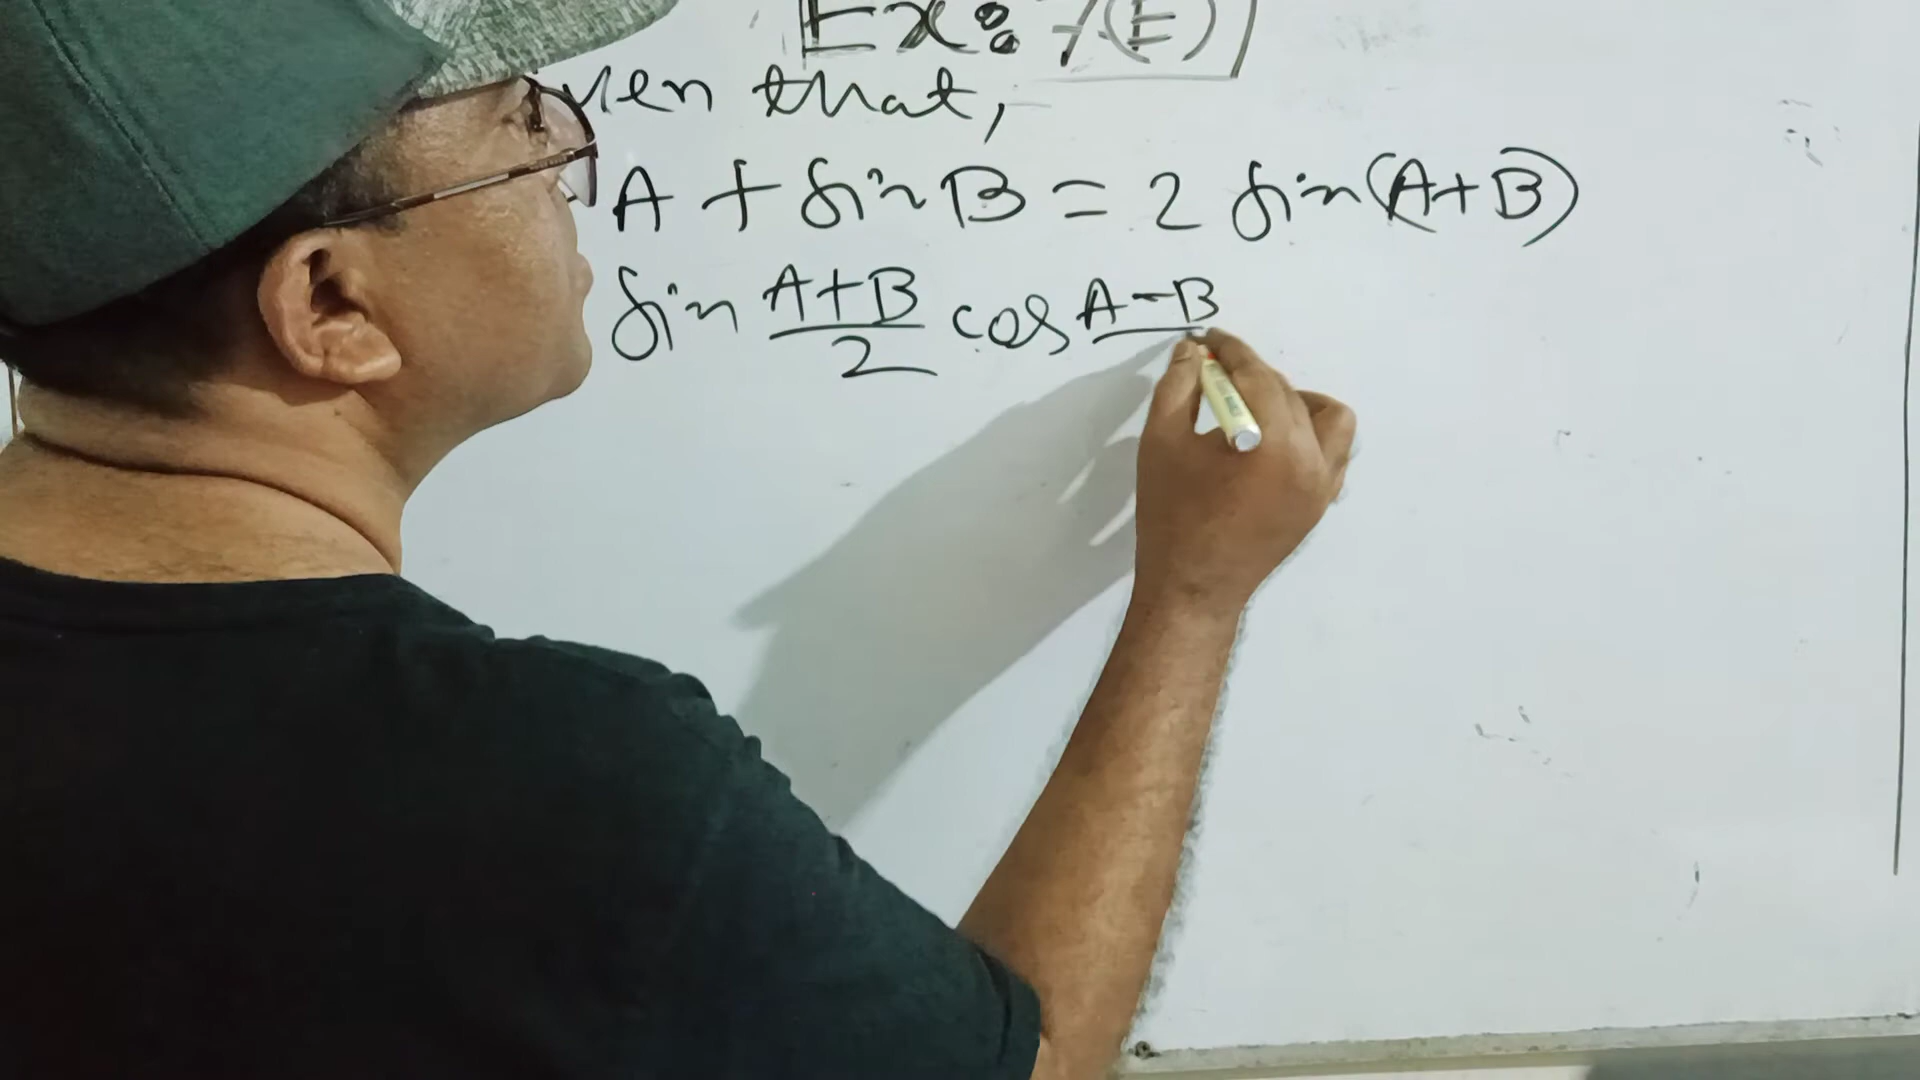 Ex: 7(E)
ven that,
A + sin B = 2 sin(A+B)
sin A+B/2 cos A-B